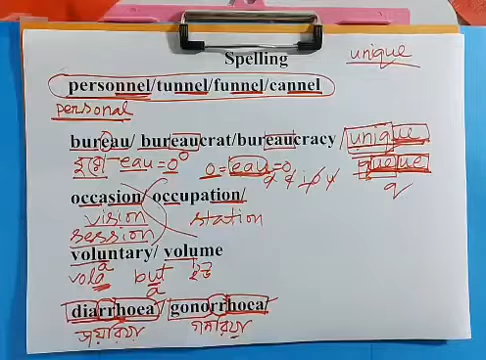 Spelling
unique
personnel/tunnel/funnel/cannel
personal
bureau/ bureaucrat/bureaucracy/ unique
eau=o o=eau=o queue
q
occasion/ occupation/
vision station
session
voluntary/ volume
vola but
a
diarrhoea/ gonorrhoea/
ডায়রিয়া গনরিয়া